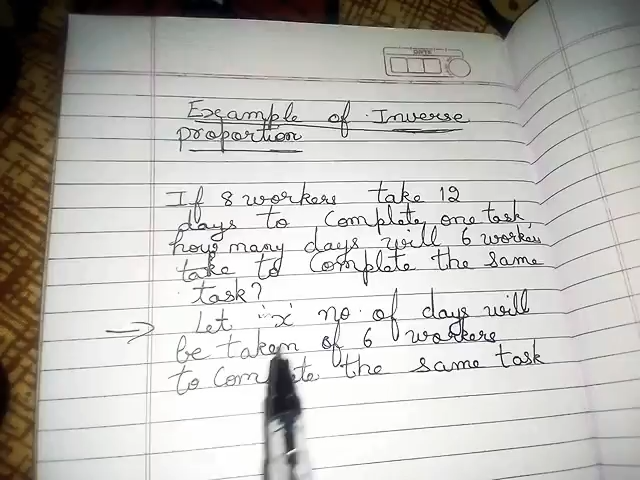 DATE
Example of Inverse
proportion
If 8 workers take 12
days to complete one task,
how many days will 6 workers
take to complete the same
task?
Let "x" no of days will
be taken of 6 workers
to complete the same task